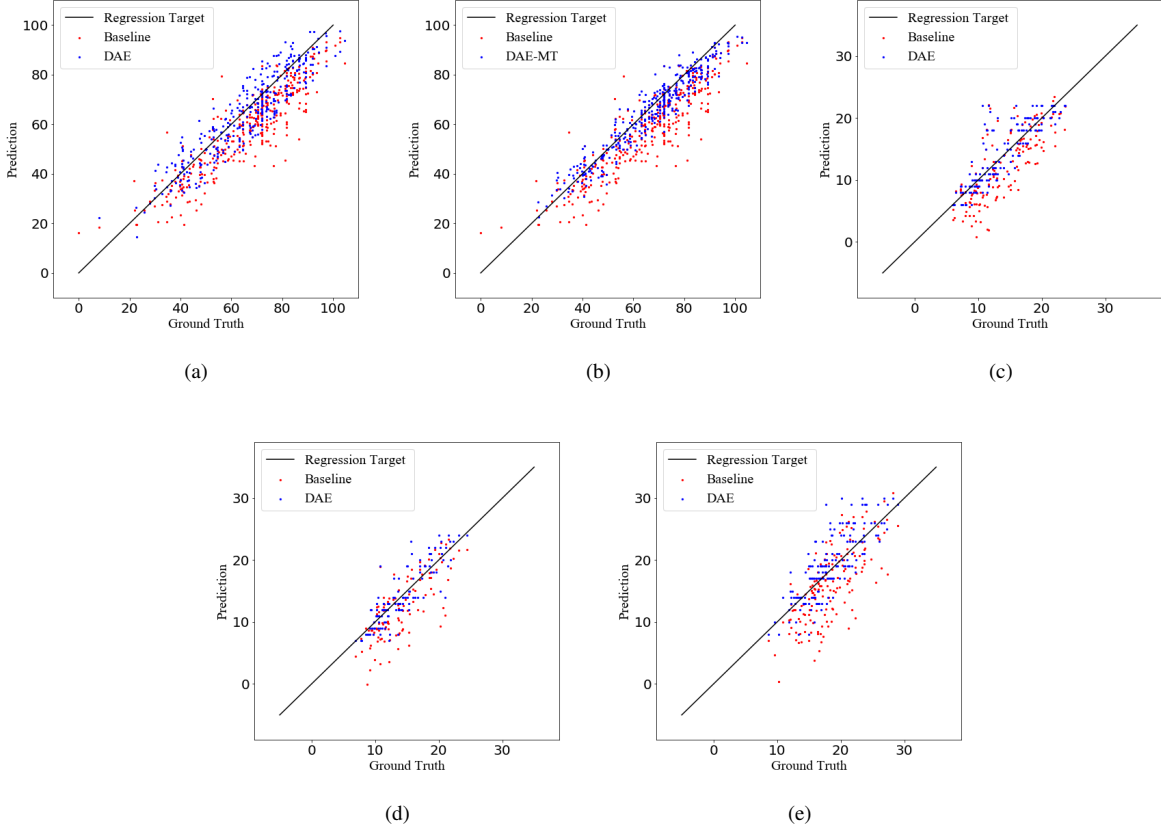 100
80
60
40
20
0
Prediction
Regression Target
Baseline
DAE
0 20 40 60 80 100
Ground Truth
(a)
100
80
60
40
20
0
Prediction
Regression Target
Baseline
DAE-MT
0 20 40 60 80 100
Ground Truth
(b)
30
20
10
0
Prediction
Regression Target
Baseline
DAE
0 10 20 30
Ground Truth
(c)
30
20
10
0
Prediction
Regression Target
Baseline
DAE
0 10 20 30
Ground Truth
(d)
30
20
10
0
Prediction
Regression Target
Baseline
DAE
0 10 20 30
Ground Truth
(e)